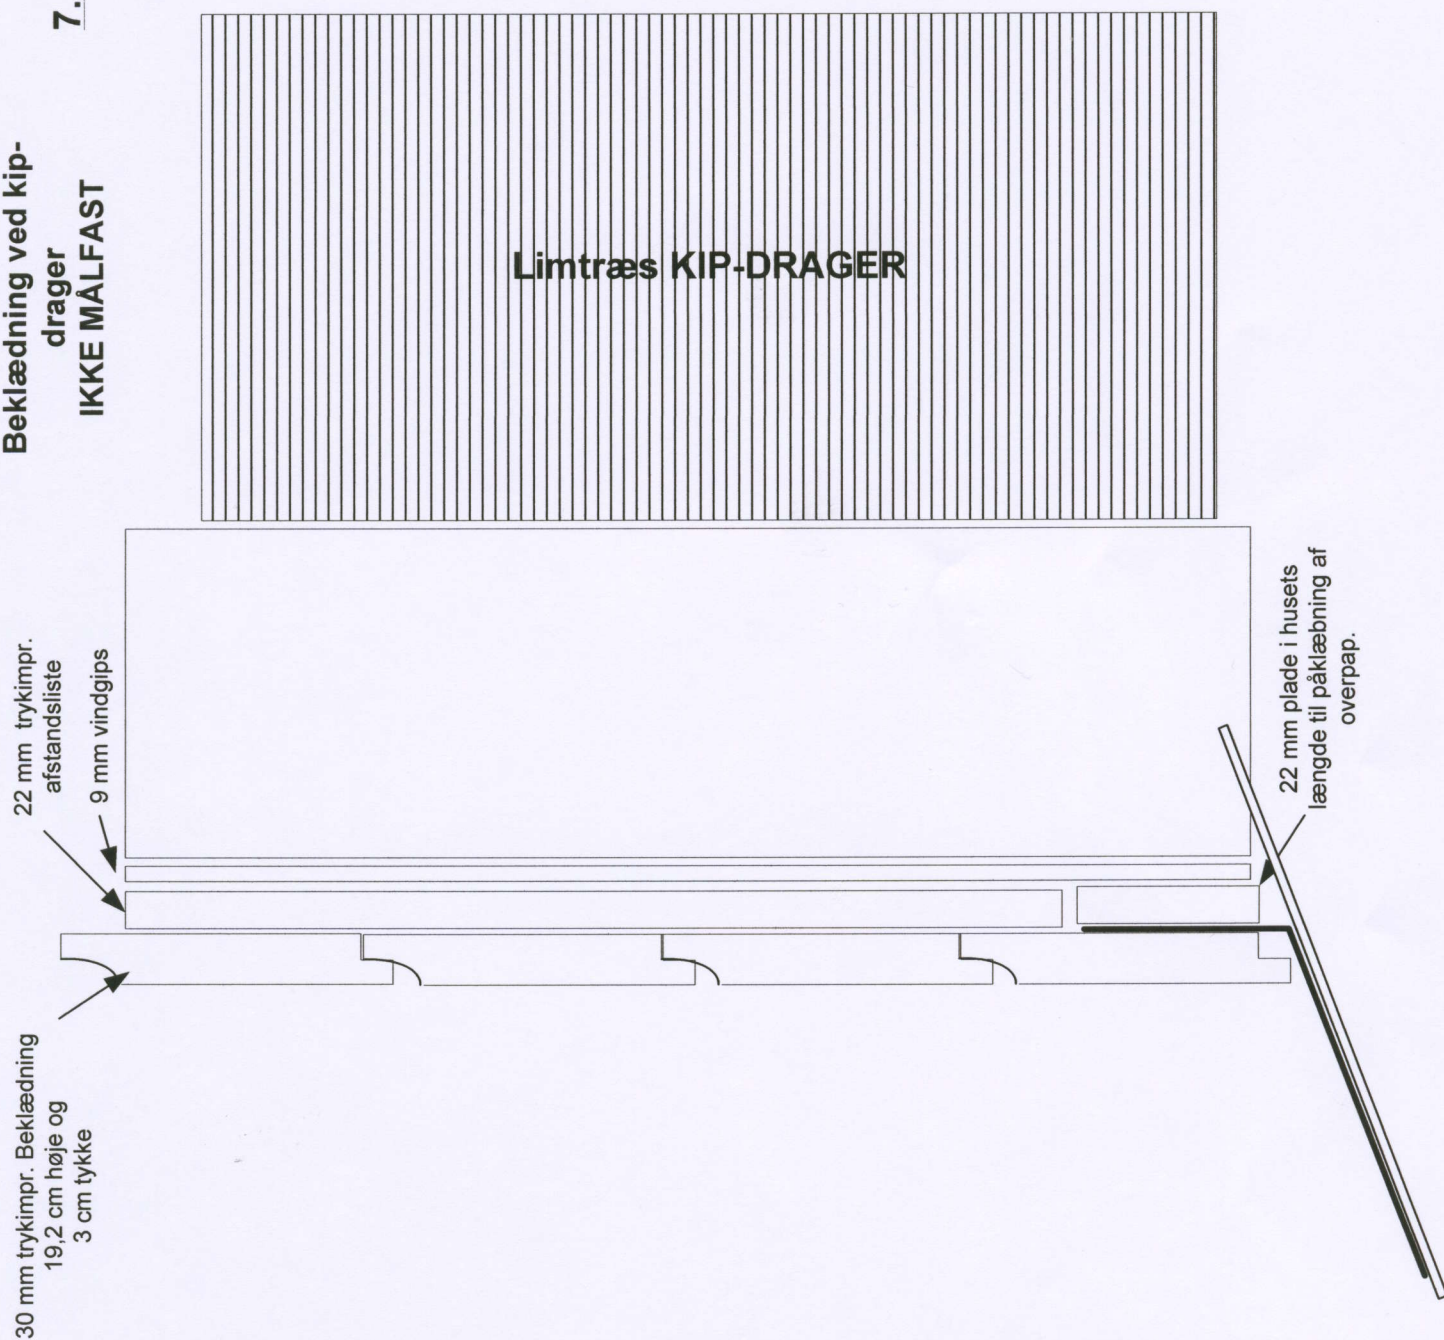 7.
Beklædning ved kip-
drager
IKKE MÅLFAST
Limtræs KIP-DRAGER
22 mm trykimpr.
afstandsliste
9 mm vindgips
30 mm trykimpr. Beklædning
19,2 cm høje og
3 cm tykke
22 mm plade i husets
længde til påklæbning af
overpap.